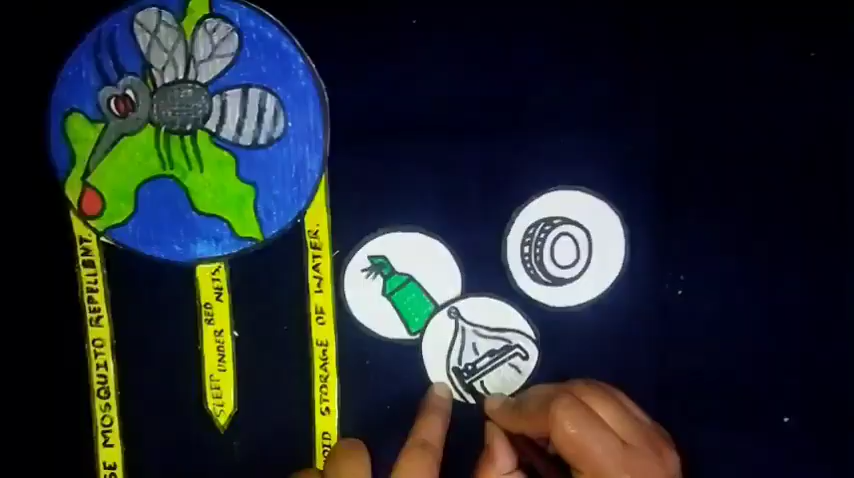 SE MOSQUITO REPELLENT.
SLEEP UNDER BED NETS.
OID STORAGE OF WATER.